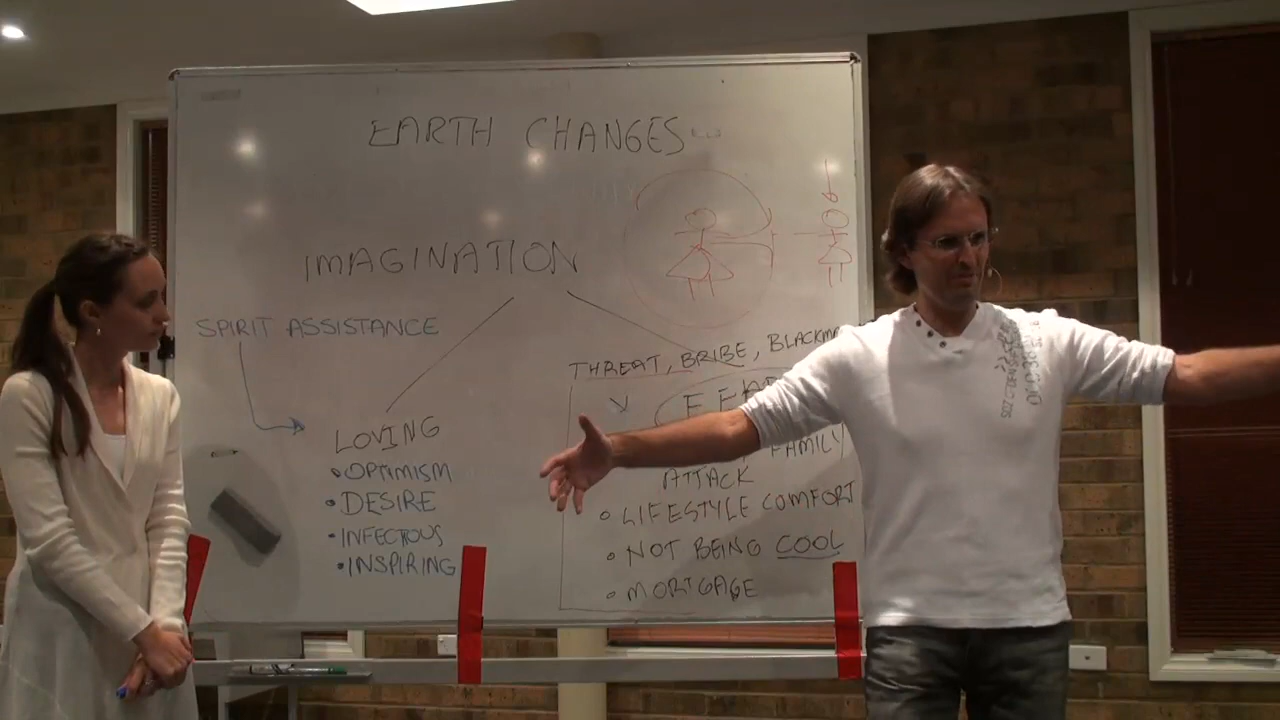 EARTH CHANGES
IMAGINATION
SPIRIT ASSISTANCE
LOVING
• OPTIMISM
• DESIRE
• INFECTIOUS
• INSPIRING
THREAT, BRIBE,
FAMILY
ATTACK
• LIFESTYLE COMFORT
• NOT BEING COOL
• MORTGAGE